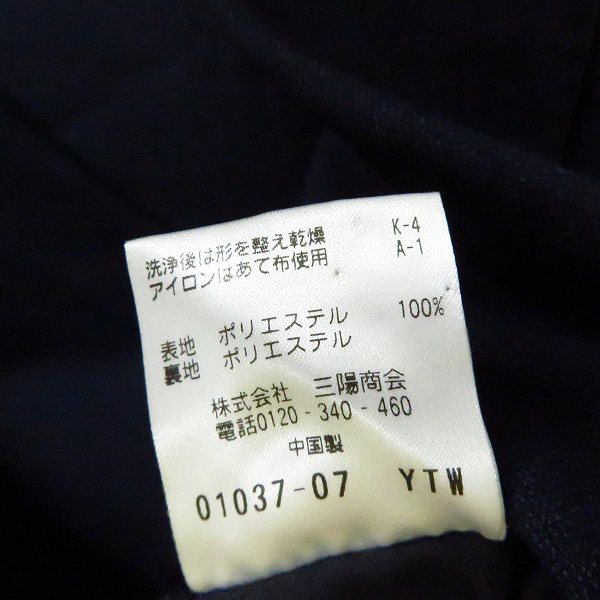 洗浄後は形を整え乾燥 K-4
アイロンはあて布使用 A-1
表地 ポリエステル 100%
裏地 ポリエステル
株式会社 三陽商会
電話0120-340-460
中国製
01037-07 YTW